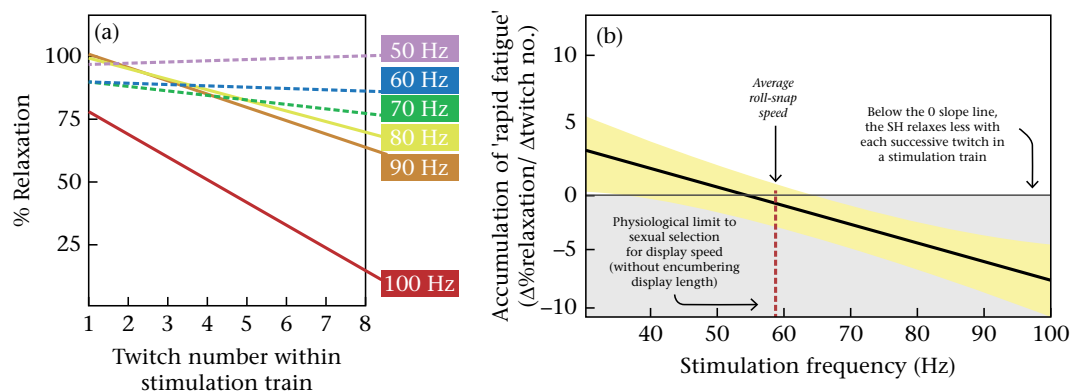 (a)
% Relaxation
100
75
50
25
1 2 3 4 5 6 7 8
Twitch number within
stimulation train
50 Hz
60 Hz
70 Hz
80 Hz
90 Hz
100 Hz
(b)
Accumulation of 'rapid fatigue'
(Δ%relaxation/ Δtwitch no.)
10
5
0
−5
−10
Average
roll-snap
speed
Below the 0 slope line,
the SH relaxes less with
each successive twitch in
a stimulation train
Physiological limit to
sexual selection
for display speed
(without encumbering
display length)
40 50 60 70 80 90 100
Stimulation frequency (Hz)